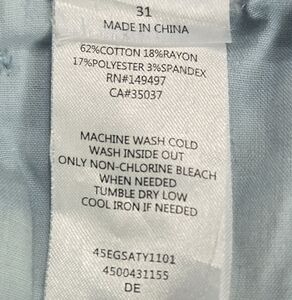 31
MADE IN CHINA
62%COTTON 18%RAYON
17%POLYESTER 3%SPANDEX
RN#149497
CA#35037
MACHINE WASH COLD
WASH INSIDE OUT
ONLY NON-CHLORINE BLEACH
WHEN NEEDED
TUMBLE DRY LOW
COOL IRON IF NEEDED
45EGSATY1101
4500431155
DE